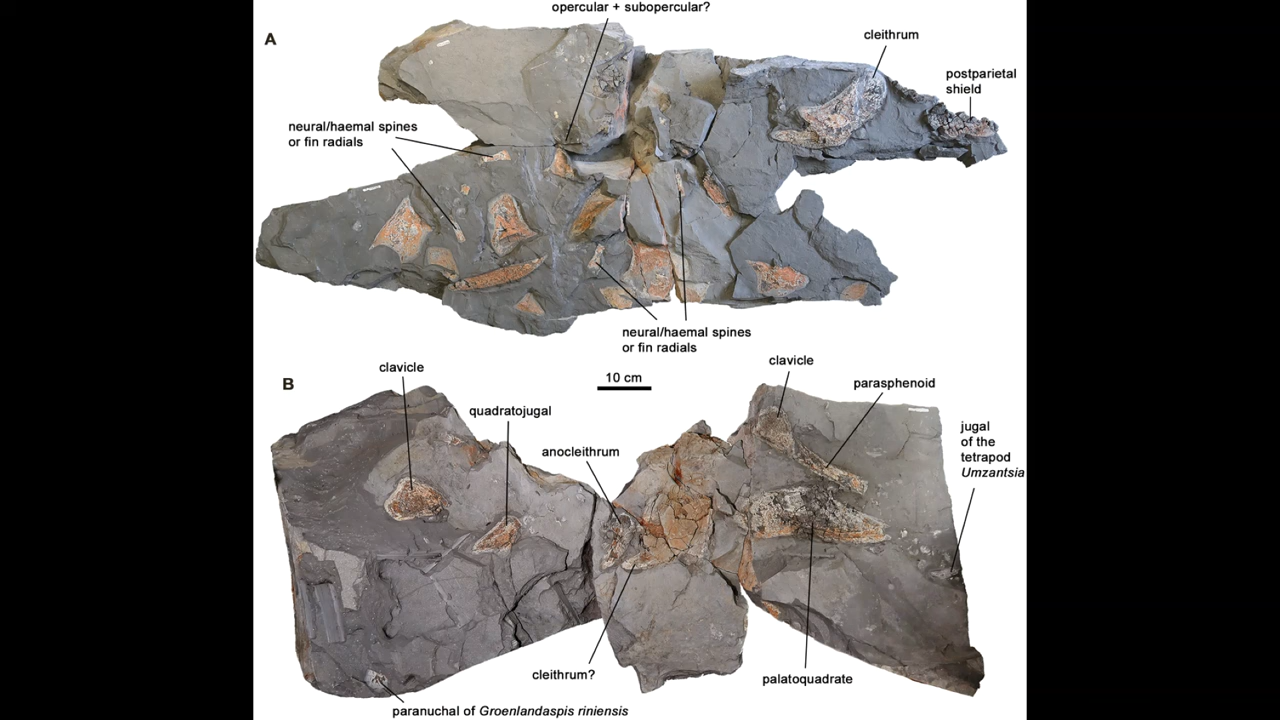 opercular + subopercular?
A
cleithrum
postparietal
shield
neural/haemal spines
or fin radials
neural/haemal spines
or fin radials
B
10 cm
clavicle
clavicle
parasphenoid
quadratojugal
jugal
of the
tetrapod
Umzantsia
anocleithrum
cleithrum?
palatoquadrate
paranuchal of Groenlandaspis riniensis